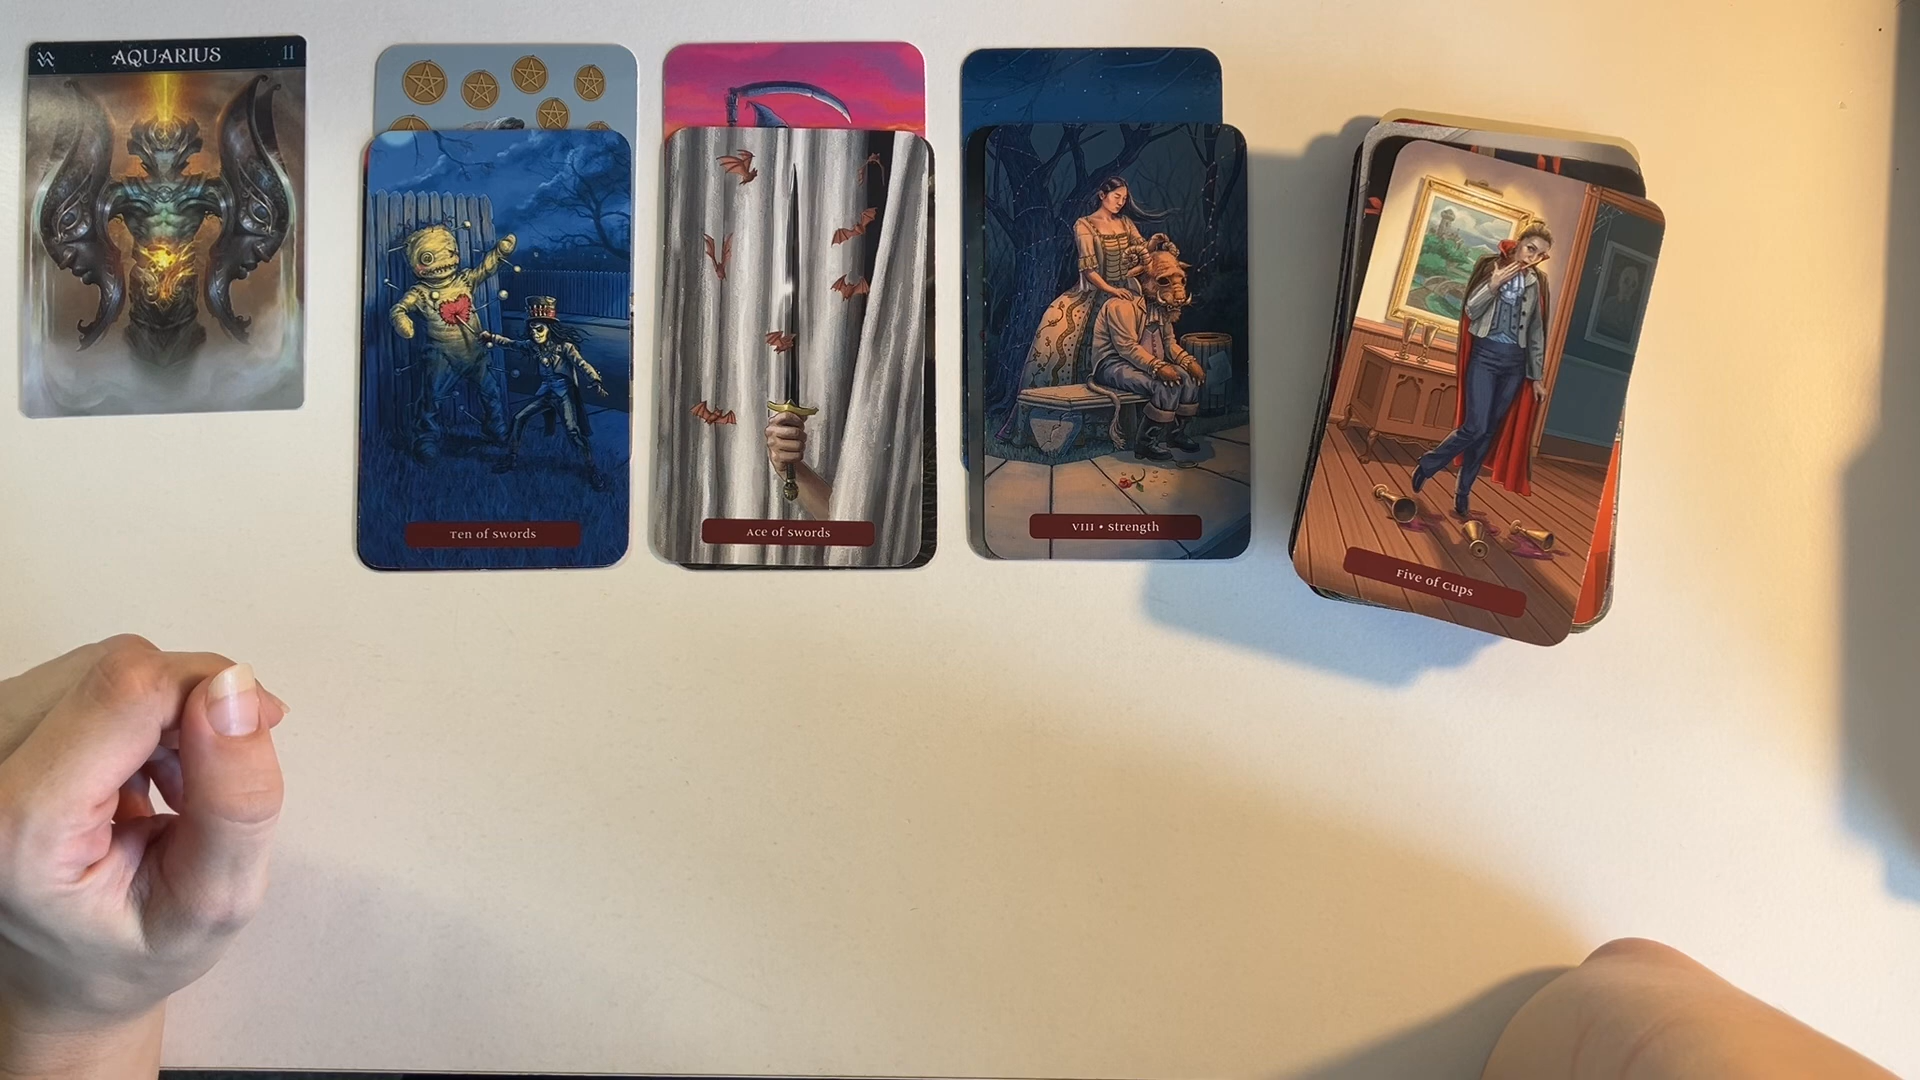 AQUARIUS 11
Ten of Swords
Ace of Swords
VIII • Strength
Five of Cups